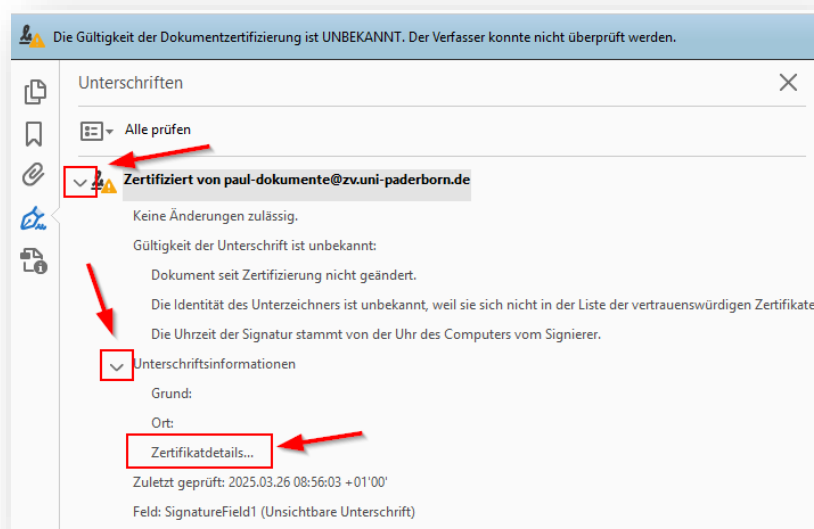 Die Gültigkeit der Dokumentzertifizierung ist UNBEKANNT. Der Verfasser konnte nicht überprüft werden.
Unterschriften
Alle prüfen
Zertifiziert von paul-dokumente@zv.uni-paderborn.de
Keine Änderungen zulässig.
Gültigkeit der Unterschrift ist unbekannt:
Dokument seit Zertifizierung nicht geändert.
Die Identität des Unterzeichners ist unbekannt, weil sie sich nicht in der Liste der vertrauenswürdigen Zertifikate
Die Uhrzeit der Signatur stammt von der Uhr des Computers vom Signierer.
Unterschriftsinformationen
Grund:
Ort:
Zertifikatdetails...
Zuletzt geprüft: 2025.03.26 08:56:03 +01'00'
Feld: SignatureField1 (Unsichtbare Unterschrift)